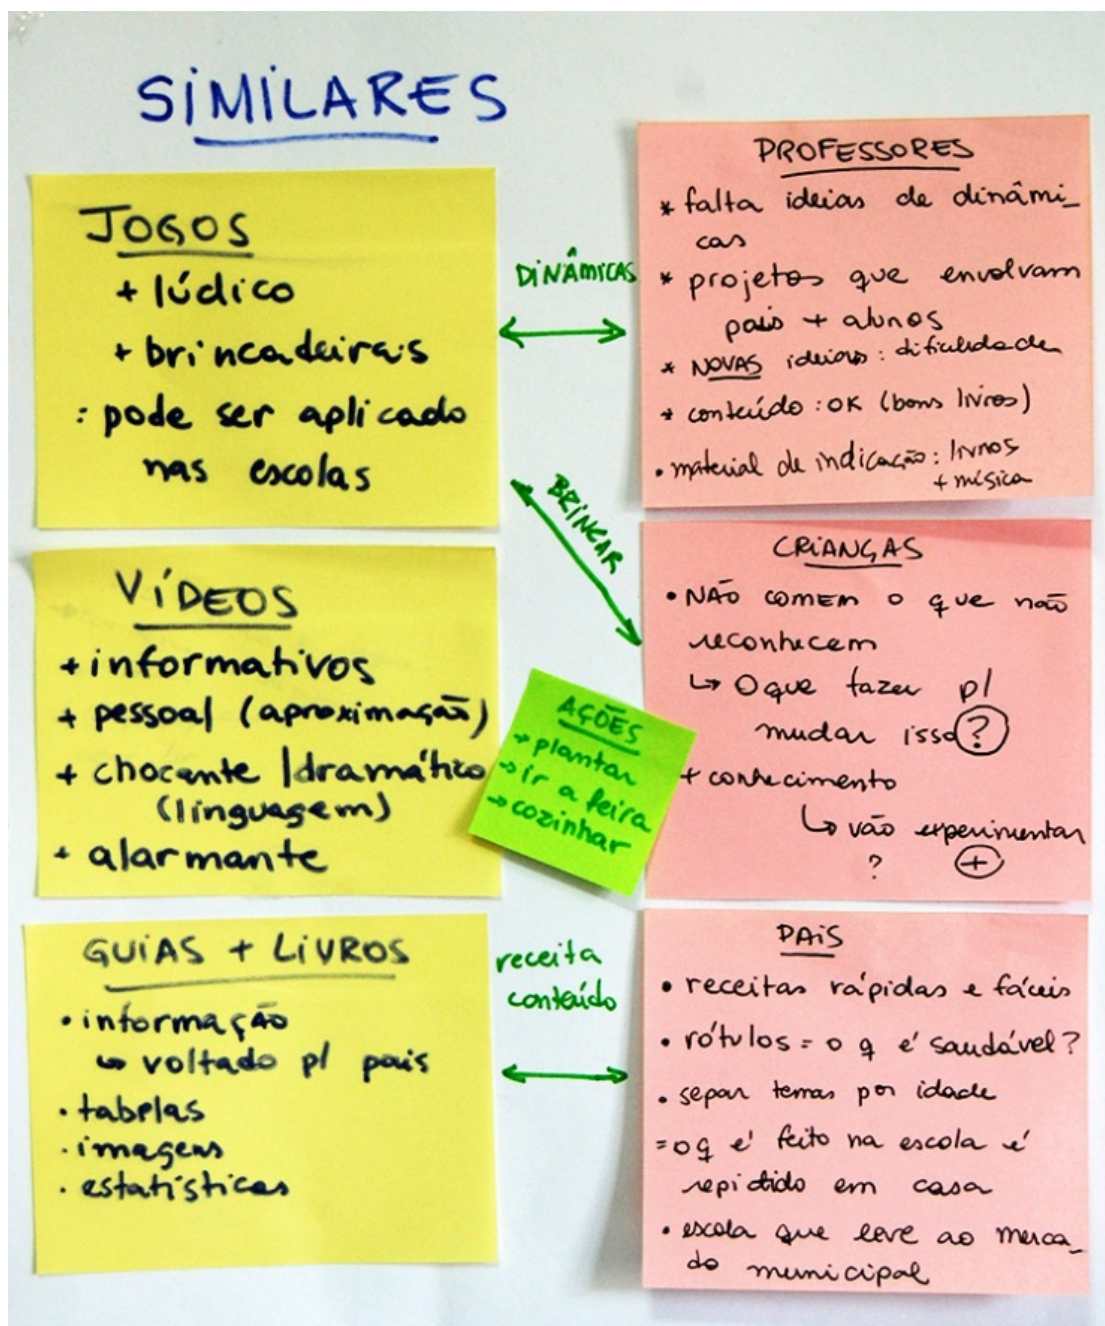 SIMILARES
JOGOS
+ lúdico
+ brincadeiras
: pode ser aplicado
nas escolas
DINÂMICAS
PROFESSORES
* falta ideias de dinâmi_
cas
* projetos que envolvam
pais + alunos
* NOVAS ideias: dificuldade
* conteúdo: OK (bons livros)
• material de indicação: livros
+ música
BRINCAR
VÍDEOS
+ informativos
+ pessoal (aproximação)
+ chocante / dramático
(linguagem)
+ alarmante
AÇÕES
→ plantar
→ ir a feira
→ cozinhar
CRIANÇAS
• NÃO COMEM o que não
reconhecem
↳ O que fazer p/
mudar isso?
+ conhecimento
↳ vão experimentar
? +
GUIAS + LIVROS
• informação
↳ voltado p/ pais
• tabelas
• imagens
• estatísticas
receita
conteúdo
PAIS
• receitas rápidas e fáceis
• rótulos = o q é saudável?
• separ temas por idade
= o q é feito na escola é
repitido em casa
• escola que leve ao merca_
do municipal